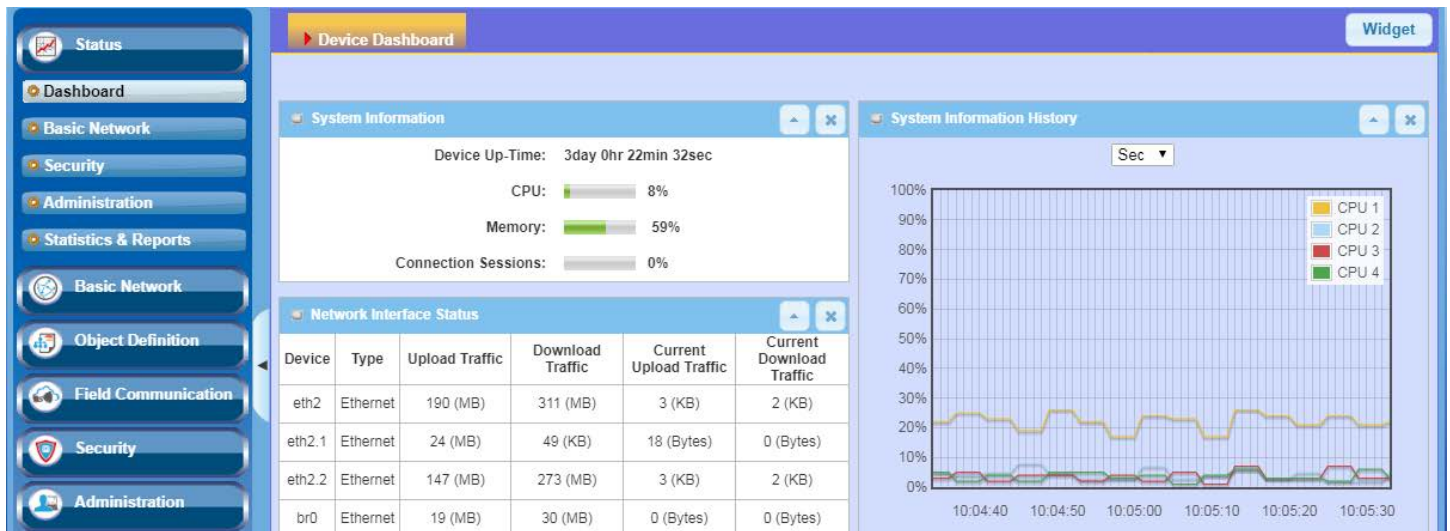 Status
Dashboard
Basic Network
Security
Administration
Statistics & Reports
Basic Network
Object Definition
Field Communication
Security
Administration
Device Dashboard
Widget
System Information
Device Up-Time: 3day 0hr 22min 32sec
CPU: 8%
Memory: 59%
Connection Sessions: 0%
Network Interface Status
Device Type Upload Traffic Download Traffic Current Upload Traffic Current Download Traffic
eth2 Ethernet 190 (MB) 311 (MB) 3 (KB) 2 (KB)
eth2.1 Ethernet 24 (MB) 49 (KB) 18 (Bytes) 0 (Bytes)
eth2.2 Ethernet 147 (MB) 273 (MB) 3 (KB) 2 (KB)
br0 Ethernet 19 (MB) 30 (MB) 0 (Bytes) 0 (Bytes)
System Information History
Sec
100%
90%
80%
70%
60%
50%
40%
30%
20%
10%
0%
CPU 1
CPU 2
CPU 3
CPU 4
10:04:40 10:04:50 10:05:00 10:05:10 10:05:20 10:05:30